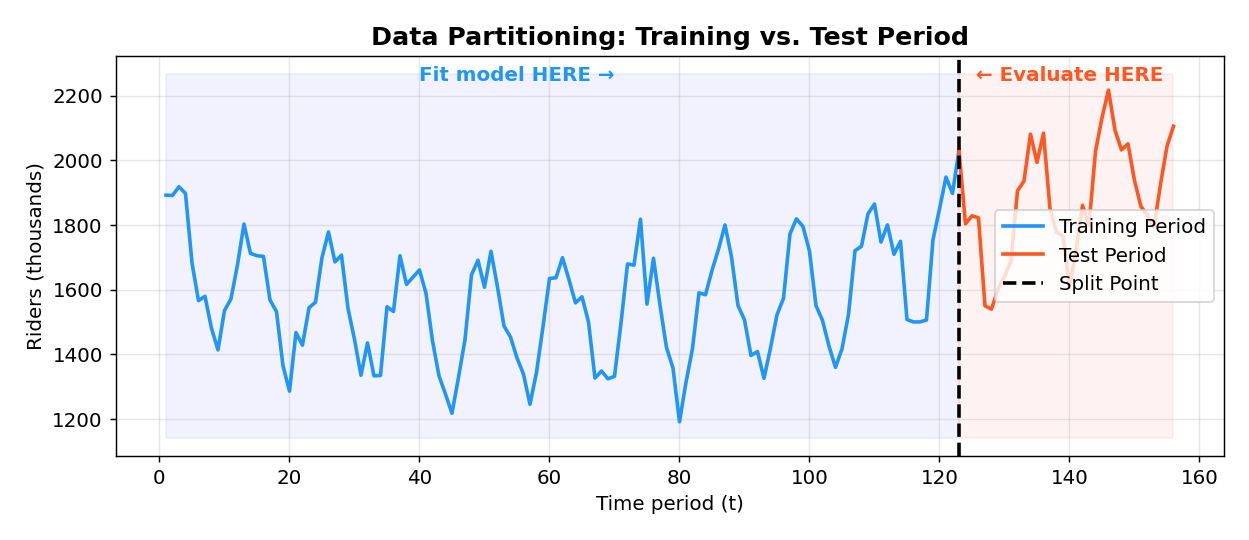 Data Partitioning: Training vs. Test Period
Fit model HERE →
← Evaluate HERE
Riders (thousands)
2200
2000
1800
1600
1400
1200
Training Period
Test Period
Split Point
0 20 40 60 80 100 120 140 160
Time period (t)